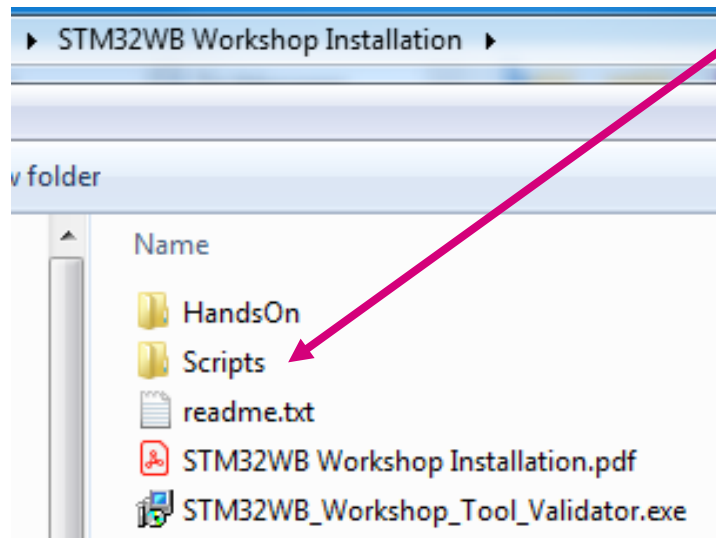 STM32WB Workshop Installation
folder
Name
HandsOn
Scripts
readme.txt
STM32WB Workshop Installation.pdf
STM32WB_Workshop_Tool_Validator.exe